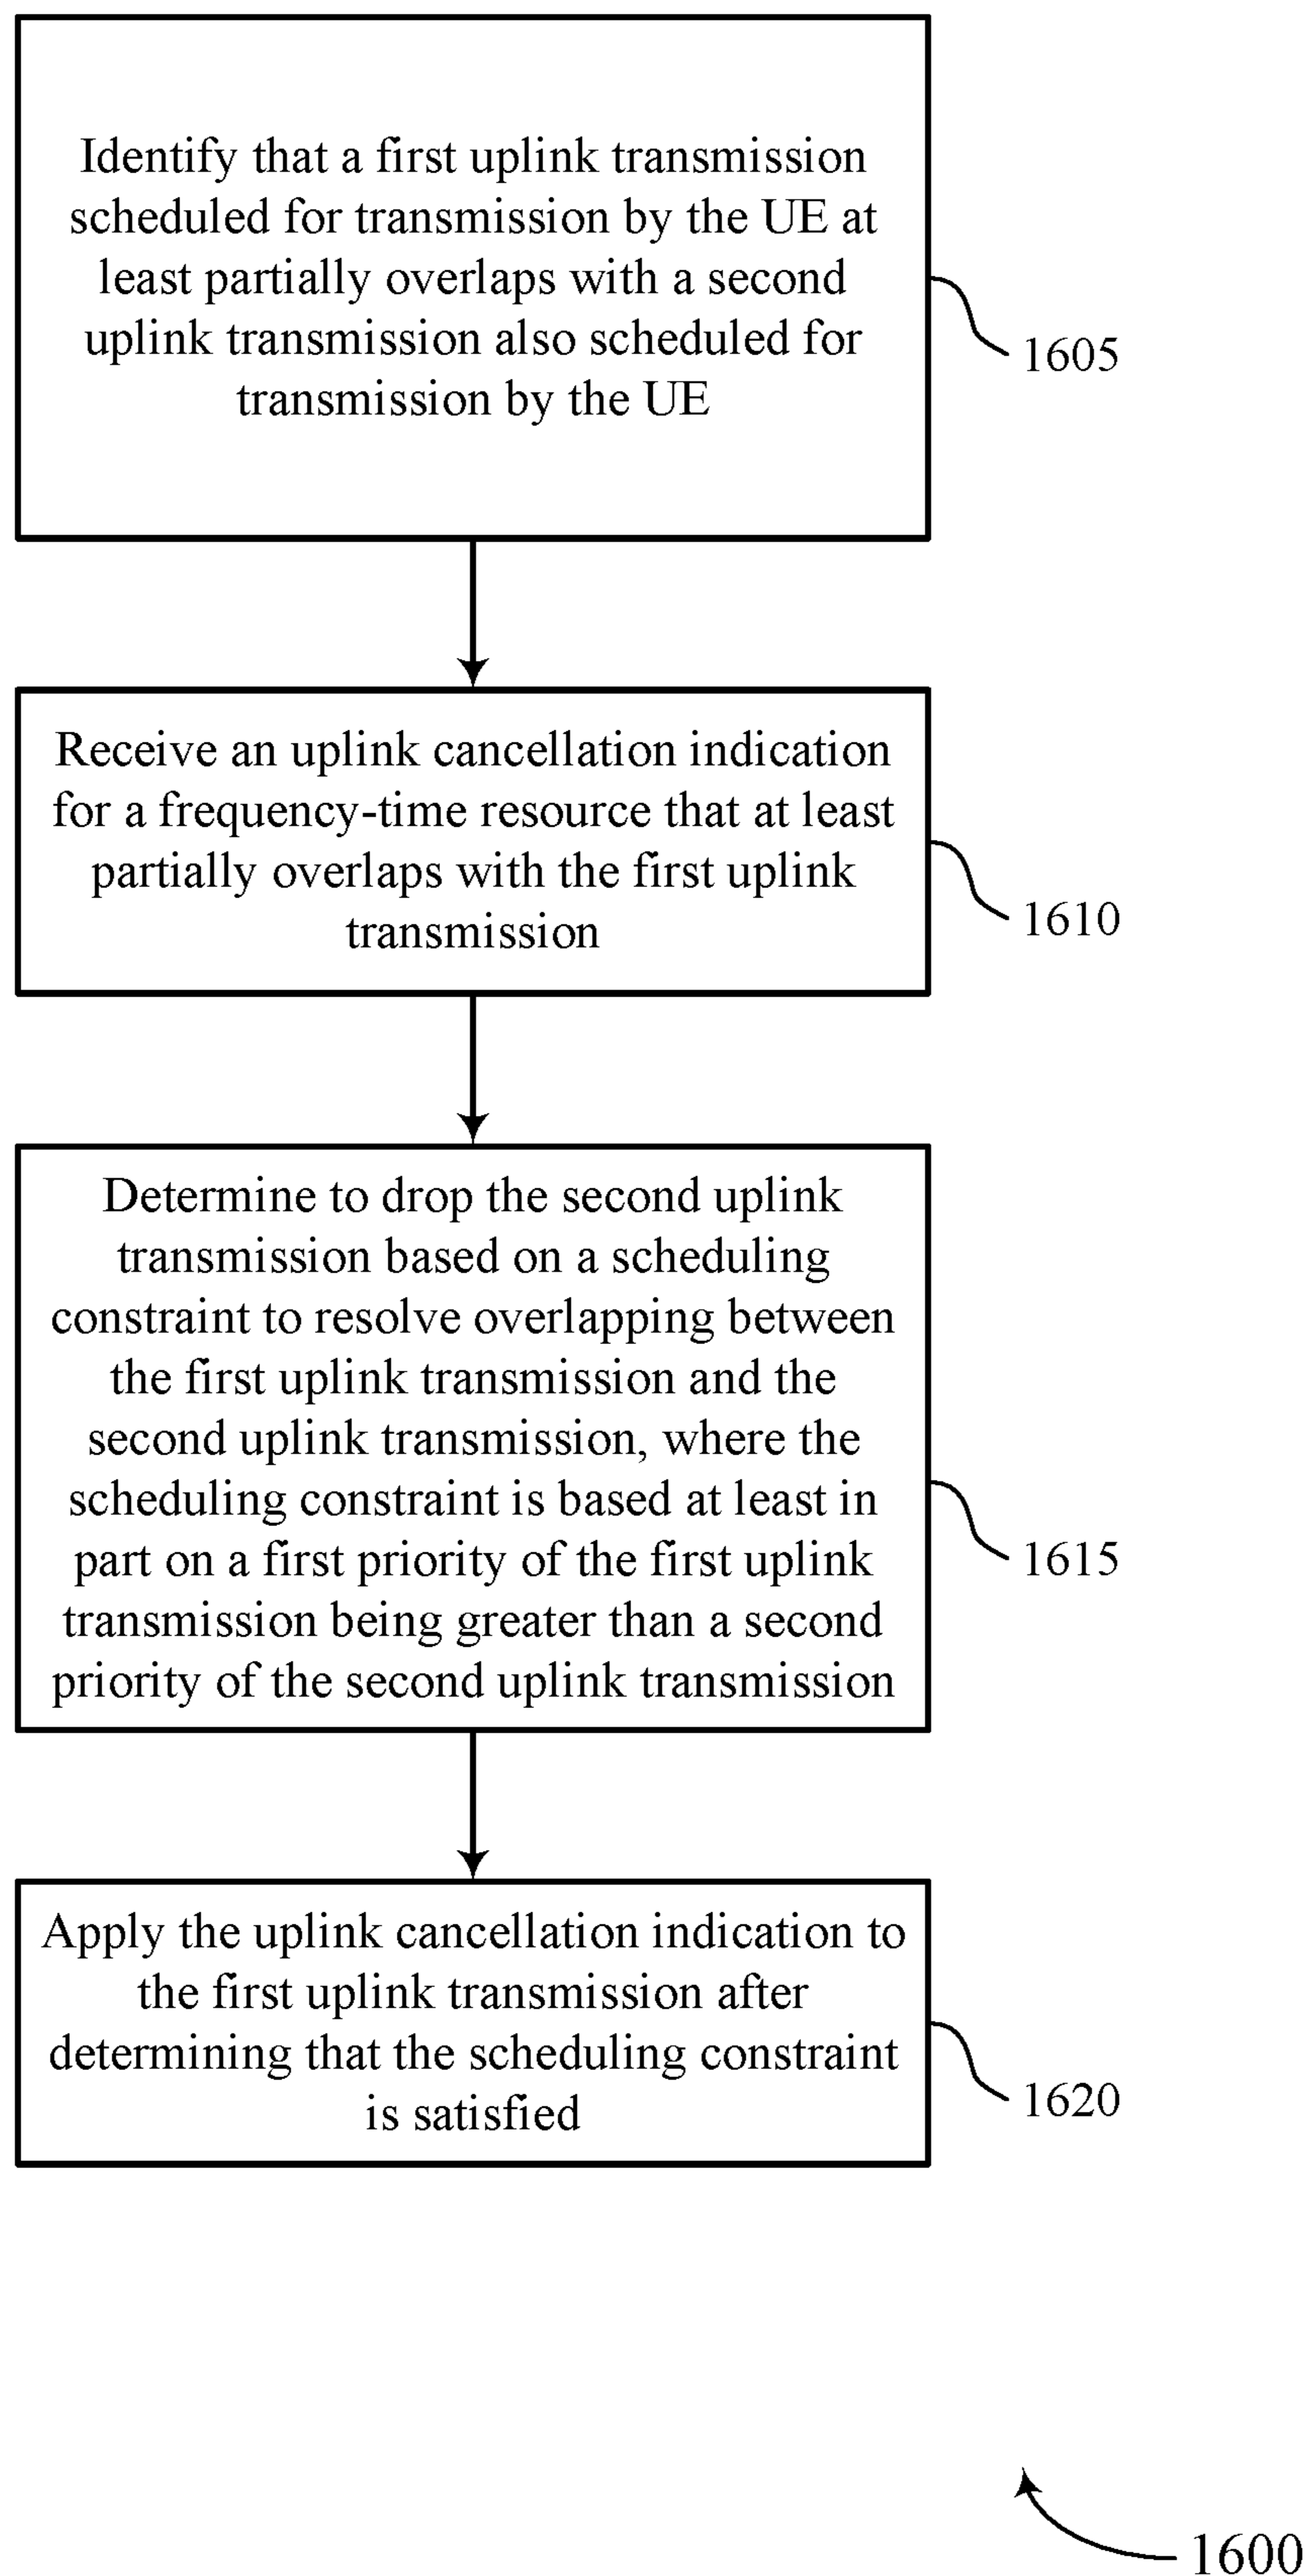 Identify that a first uplink transmission
scheduled for transmission by the UE at
least partially overlaps with a second
uplink transmission also scheduled for
transmission by the UE
1605
Receive an uplink cancellation indication
for a frequency-time resource that at least
partially overlaps with the first uplink
transmission
1610
Determine to drop the second uplink
transmission based on a scheduling
constraint to resolve overlapping between
the first uplink transmission and the
second uplink transmission, where the
scheduling constraint is based at least in
part on a first priority of the first uplink
transmission being greater than a second
priority of the second uplink transmission
1615
Apply the uplink cancellation indication to
the first uplink transmission after
determining that the scheduling constraint
is satisfied
1620
1600